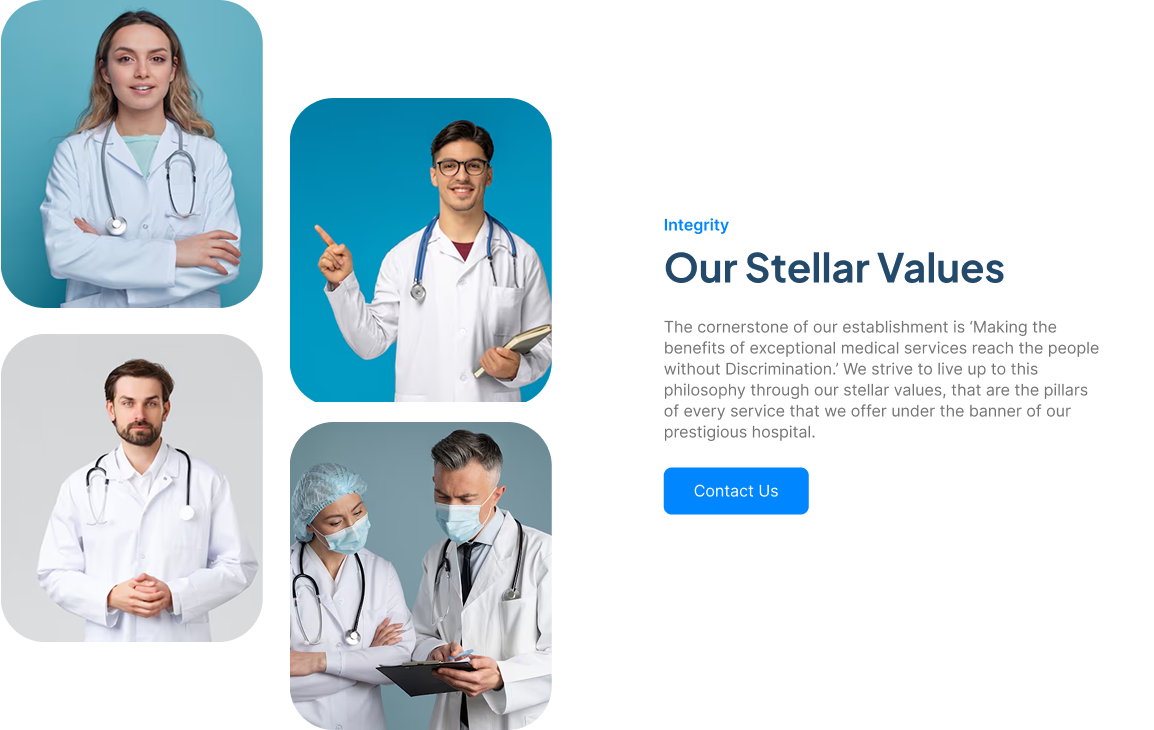 Integrity
Our Stellar Values
The cornerstone of our establishment is ‘Making the
benefits of exceptional medical services reach the people
without Discrimination.’ We strive to live up to this
philosophy through our stellar values, that are the pillars
of every service that we offer under the banner of our
prestigious hospital.
Contact Us